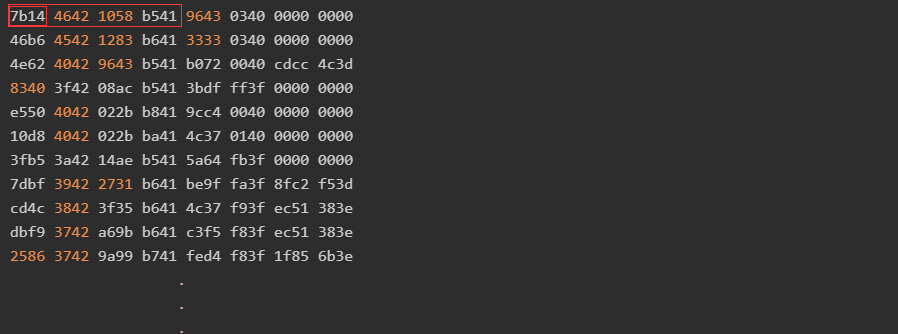 7b14 4642 1058 b541 9643 0340 0000 0000
46b6 4542 1283 b641 3333 0340 0000 0000
4e62 4042 9643 b541 b072 0040 cdcc 4c3d
8340 3f42 08ac b541 3bdf ff3f 0000 0000
e550 4042 022b b841 9cc4 0040 0000 0000
10d8 4042 022b ba41 4c37 0140 0000 0000
3fb5 3a42 14ae b541 5a64 fb3f 0000 0000
7dbf 3942 2731 b641 be9f fa3f 8fc2 f53d
cd4c 3842 3f35 b641 4c37 f93f ec51 383e
dbf9 3742 a69b b641 c3f5 f83f ec51 383e
2586 3742 9a99 b741 fed4 f83f 1f85 6b3e
.
.
.